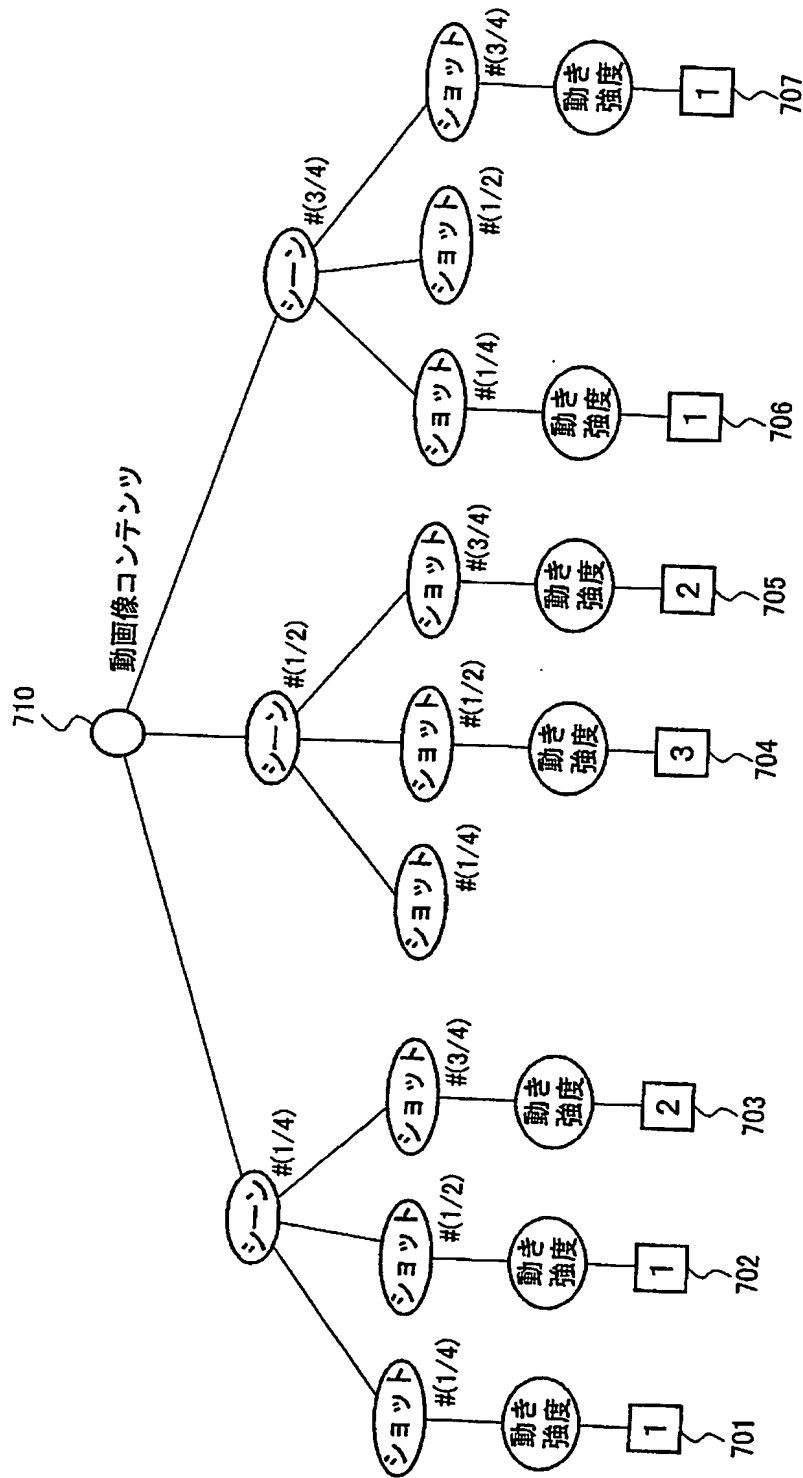 710
動画像コンテンツ
シーン
#(1/4)
シーン
#(1/2)
シーン
#(3/4)
ショット
#(1/4)
ショット
#(1/2)
ショット
#(3/4)
ショット
#(1/4)
ショット
#(1/2)
ショット
#(3/4)
ショット
#(1/4)
ショット
#(1/2)
ショット
#(3/4)
動き
強度
動き
強度
動き
強度
動き
強度
動き
強度
動き
強度
動き
強度
1
1
2
3
2
1
1
701
702
703
704
705
706
707